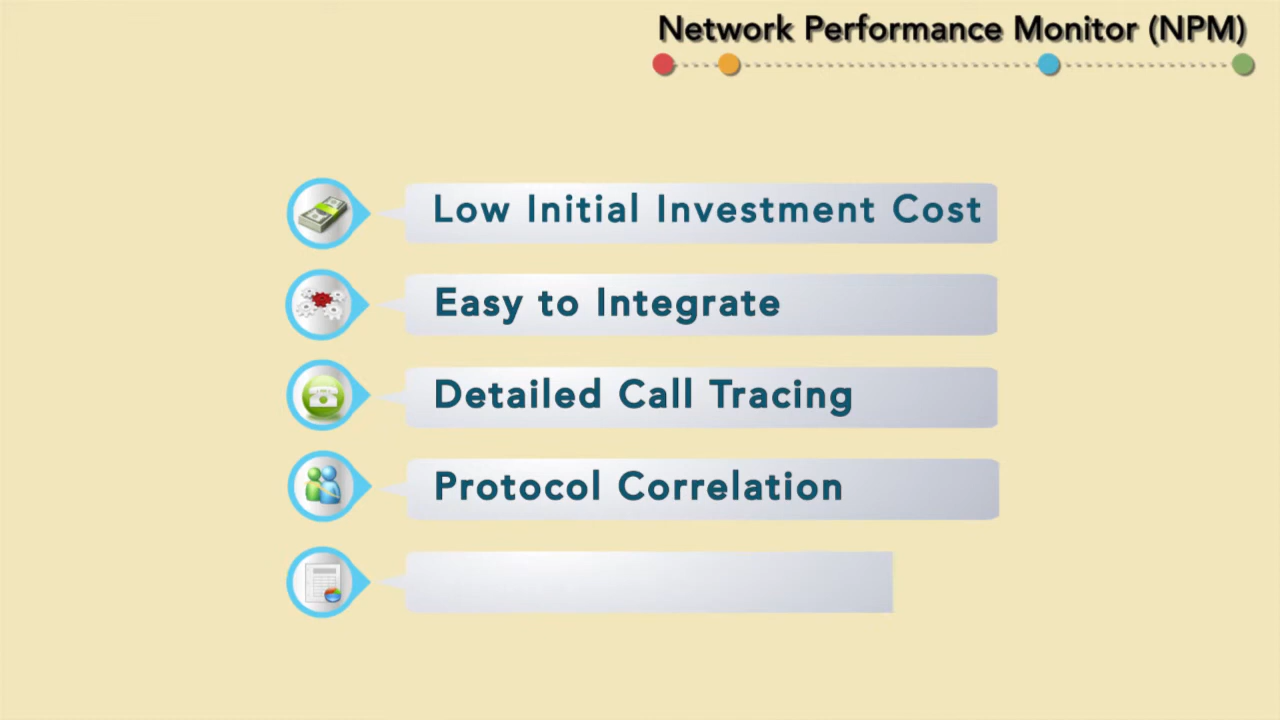 Network Performance Monitor (NPM)
Low Initial Investment Cost
Easy to Integrate
Detailed Call Tracing
Protocol Correlation